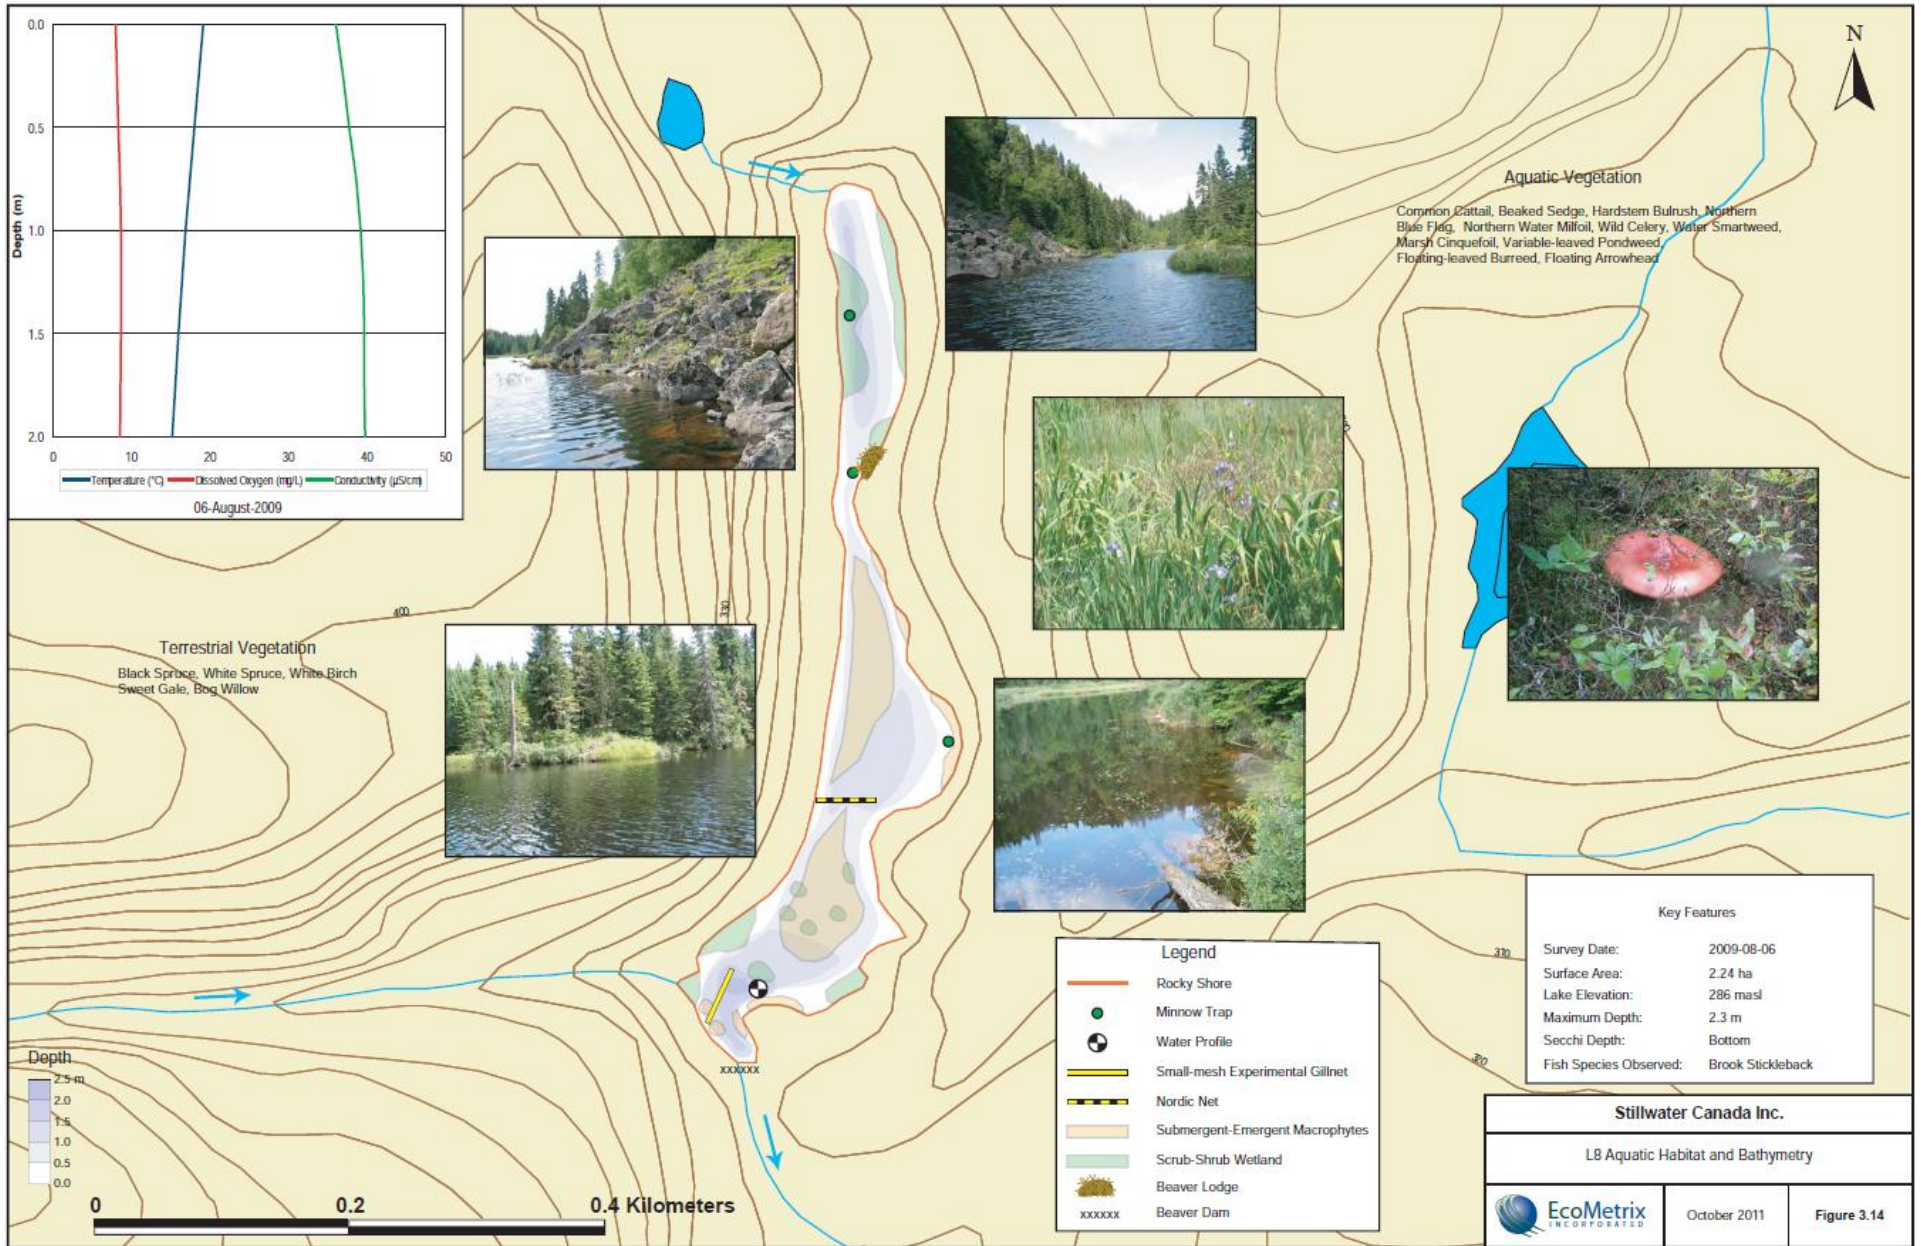 0.0
0.5
1.0
1.5
2.0
Depth (m)
0 10 20 30 40 50
Temperature (°C) Dissolved Oxygen (mg/L) Conductivity (µS/cm)
06-August-2009
N
Aquatic Vegetation
Common Cattail, Beaked Sedge, Hardstem Bulrush, Northern
Blue Flag, Northern Water Milfoil, Wild Celery, Water Smartweed,
Marsh Cinquefoil, Variable-leaved Pondweed,
Floating-leaved Burreed, Floating Arrowhead
400
330
Terrestrial Vegetation
Black Spruce, White Spruce, White Birch
Sweet Gale, Bog Willow
310
320
xxxxxx
Depth
2.5 m
2.0
1.5
1.0
0.5
0.0
0 0.2 0.4 Kilometers
Legend
Rocky Shore
Minnow Trap
Water Profile
Small-mesh Experimental Gillnet
Nordic Net
Submergent-Emergent Macrophytes
Scrub-Shrub Wetland
Beaver Lodge
xxxxxx Beaver Dam
Key Features
Survey Date: 2009-08-06
Surface Area: 2.24 ha
Lake Elevation: 286 masl
Maximum Depth: 2.3 m
Secchi Depth: Bottom
Fish Species Observed: Brook Stickleback
Stillwater Canada Inc.
L8 Aquatic Habitat and Bathymetry
EcoMetrix
INCORPORATED
October 2011
Figure 3.14